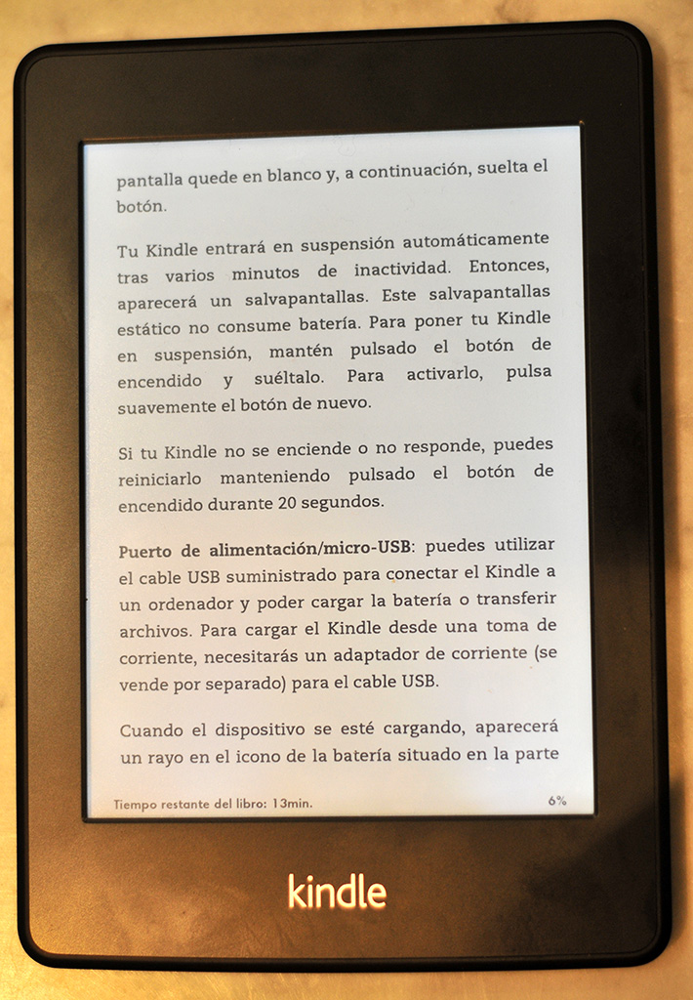 pantalla quede en blanco y, a continuación, suelta el
botón.
Tu Kindle entrará en suspensión automáticamente
tras varios minutos de inactividad. Entonces,
aparecerá un salvapantallas. Este salvapantallas
estático no consume batería. Para poner tu Kindle
en suspensión, mantén pulsado el botón de
encendido y suéltalo. Para activarlo, pulsa
suavemente el botón de nuevo.
Si tu Kindle no se enciende o no responde, puedes
reiniciarlo manteniendo pulsado el botón de
encendido durante 20 segundos.
Puerto de alimentación/micro-USB: puedes utilizar
el cable USB suministrado para conectar el Kindle a
un ordenador y poder cargar la batería o transferir
archivos. Para cargar el Kindle desde una toma de
corriente, necesitarás un adaptador de corriente (se
vende por separado) para el cable USB.
Cuando el dispositivo se esté cargando, aparecerá
un rayo en el icono de la batería situado en la parte
Tiempo restante del libro: 13min. 6%
kindle